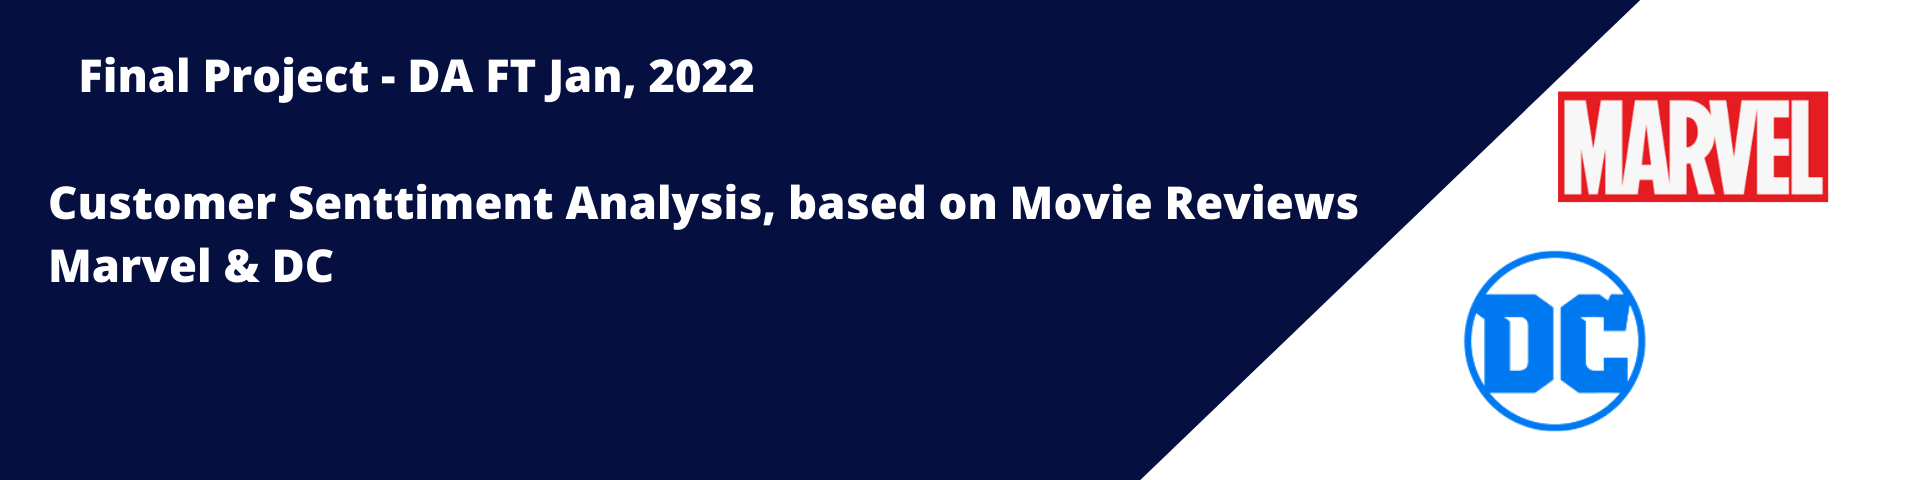 Final Project - DA FT Jan, 2022
Customer Senttiment Analysis, based on Movie Reviews
Marvel & DC
MARVEL
DC